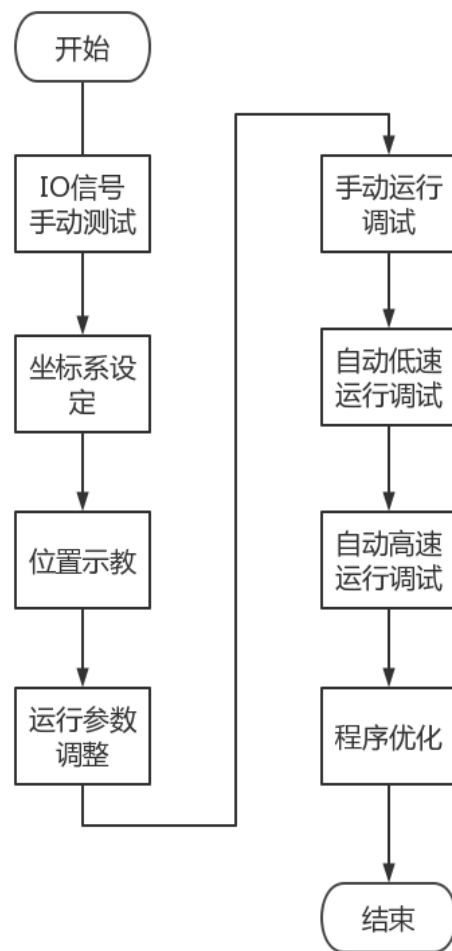 开始
IO信号
手动测试
坐标系设
定
位置示教
运行参数
调整
手动运行
调试
自动低速
运行调试
自动高速
运行调试
程序优化
结束